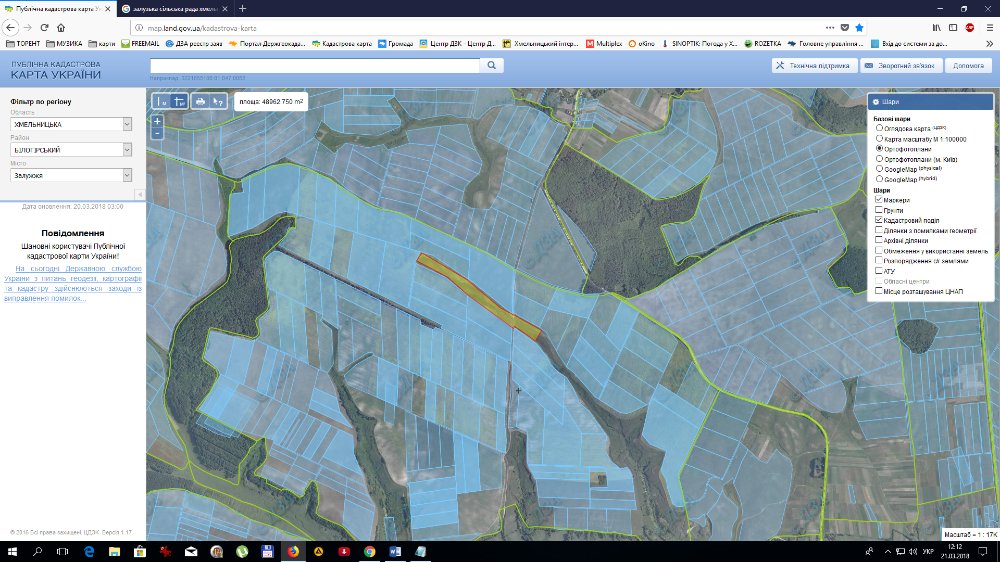 Публічна кадастрова карта Ук
залузька сільська рада хмель
map.land.gov.ua/kadastrova-karta
ABP
ТОРЕНТ
МУЗИКА
карти
FREEMAIL
ДЗА реестр заяв
Портал Держгеокада...
Кадастрова карта
Громада
Центр ДЗК – Центр Д...
Хмельницький інтер...
Multiplex
oKino
SINOPTIK: Погода у Х...
ROZETKA
Головне управління ...
Вхід до системи за до...
ПУБЛІЧНА КАДАСТРОВА
КАРТА УКРАЇНИ
Наприклад: 3221655100:01:047:0052
Технічна підтримка
Зворотний зв'язок
Допомога
Фільтр по регіону
Область
ХМЕЛЬНИЦЬКА
Район
БІЛОГІРСЬКИЙ
Місто
Залужжя
Дата оновлення: 20.03.2018 03:00
Повідомлення
Шановні користувачі Публічної
кадастрової карти України!
На сьогодні Державною службою
України з питань геодезії, картографії
та кадастру здійснюються заходи із
виправлення помилок...
© 2016 Всі права захищені. ЦДЗК. Версія 1.17.
М
М²
?
площа: 48962.750 m2
+
-
© ДЗА
Шари
Базові шари
Оглядова карта (ЦДЗК)
Карта масштабу М 1:100000
Ортофотоплани
Ортофотоплани (м. Київ)
GoogleMap (physical)
GoogleMap (hybrid)
Шари
Маркери
Грунти
Кадастровий поділ
Ділянки з помилками геометрії
Архівні ділянки
Обмеження у використанні земель
Розпорядження с/г землями
АТУ
Обласні центри
Місце розташування ЦНАП
Масштаб = 1 : 17K
УКР
12:12
21.03.2018